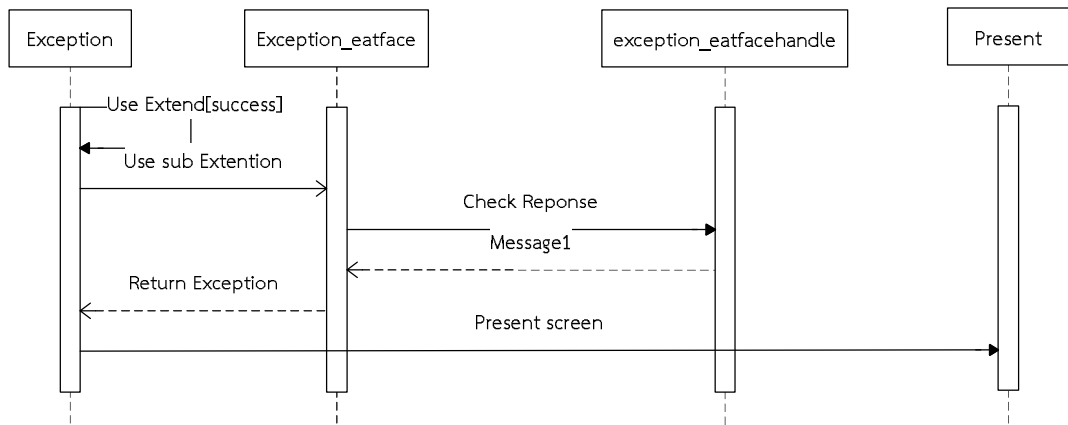 Exception
Exception_eatface
exception_eatfacehandle
Present
Use Extend[success]
Use sub Extention
Check Reponse
Message1
Return Exception
Present screen